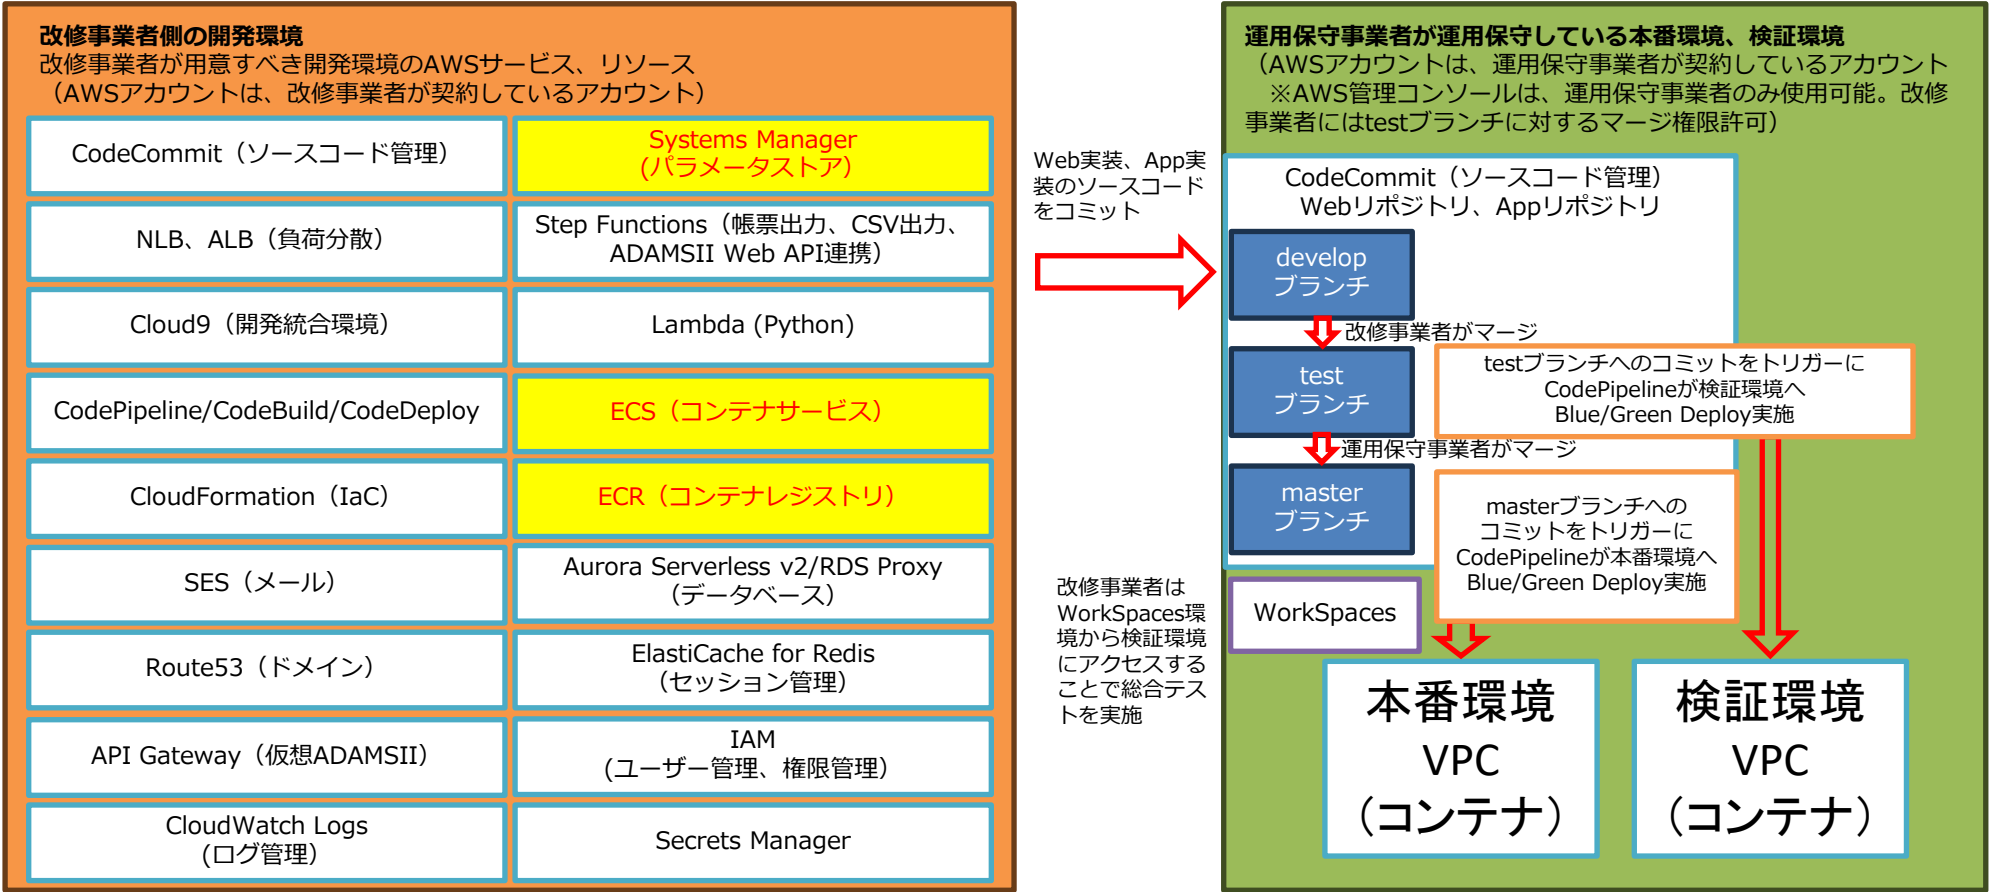 改修事業者側の開発環境
改修事業者が用意すべき開発環境のAWSサービス、リソース
（AWSアカウントは、改修事業者が契約しているアカウント）
CodeCommit（ソースコード管理）
Systems Manager
(パラメータストア）
NLB、ALB（負荷分散）
Step Functions（帳票出力、CSV出力、
ADAMSII Web API連携）
Cloud9（開発統合環境）
Lambda (Python)
CodePipeline/CodeBuild/CodeDeploy
ECS（コンテナサービス）
CloudFormation（IaC）
ECR（コンテナレジストリ）
SES（メール）
Aurora Serverless v2/RDS Proxy
（データベース）
Route53（ドメイン）
ElastiCache for Redis
（セッション管理）
API Gateway（仮想ADAMSII）
IAM
(ユーザー管理、権限管理）
CloudWatch Logs
(ログ管理）
Secrets Manager
Web実装、App実
装のソースコード
をコミット
改修事業者は
WorkSpaces環
境から検証環境
にアクセスする
ことで総合テス
トを実施
運用保守事業者が運用保守している本番環境、検証環境
（AWSアカウントは、運用保守事業者が契約しているアカウント
※AWS管理コンソールは、運用保守事業者のみ使用可能。改修
事業者にはtestブランチに対するマージ権限許可）
CodeCommit（ソースコード管理）
Webリポジトリ、Appリポジトリ
develop
ブランチ
改修事業者がマージ
test
ブランチ
testブランチへのコミットをトリガーに
CodePipelineが検証環境へ
Blue/Green Deploy実施
運用保守事業者がマージ
master
ブランチ
masterブランチへの
コミットをトリガーに
CodePipelineが本番環境へ
Blue/Green Deploy実施
WorkSpaces
本番環境
VPC
（コンテナ）
検証環境
VPC
（コンテナ）